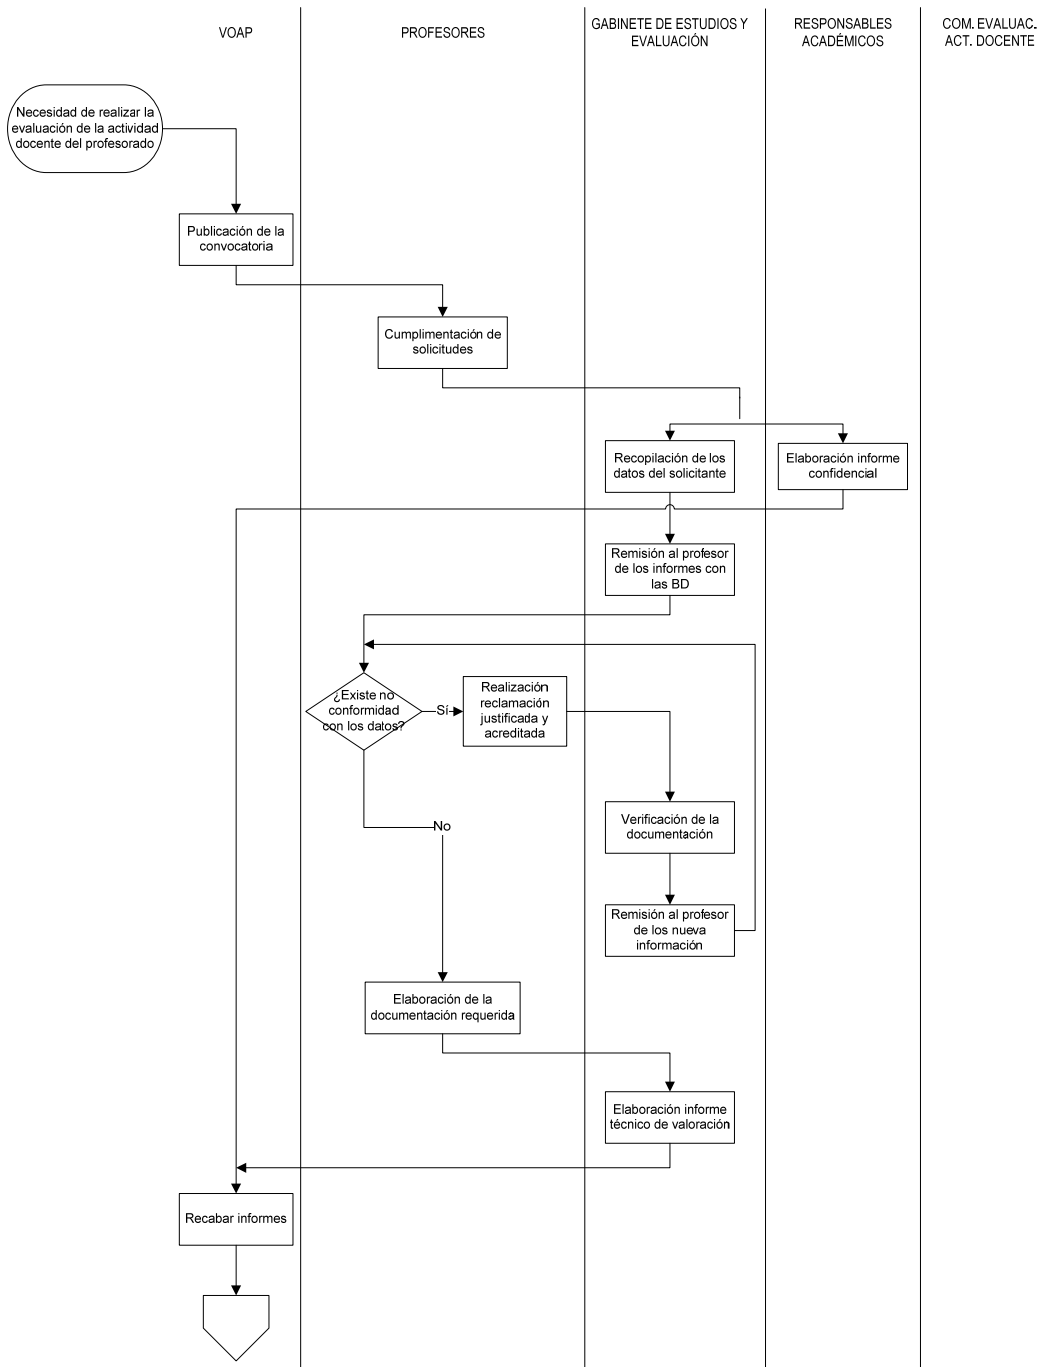 VOAP
PROFESORES
GABINETE DE ESTUDIOS Y
EVALUACIÓN
RESPONSABLES
ACADÉMICOS
COM. EVALUAC.
ACT. DOCENTE
Necesidad de realizar la
evaluación de la actividad
docente del profesorado
Publicación de la
convocatoria
Cumplimentación de
solicitudes
Recopilación de los
datos del solicitante
Elaboración informe
confidencial
Remisión al profesor
de los informes con
las BD
¿Existe no
conformidad
con los datos?
Sí
Realización
reclamación
justificada y
acreditada
No
Verificación de la
documentación
Remisión al profesor
de los nueva
información
Elaboración de la
documentación requerida
Elaboración informe
técnico de valoración
Recabar informes